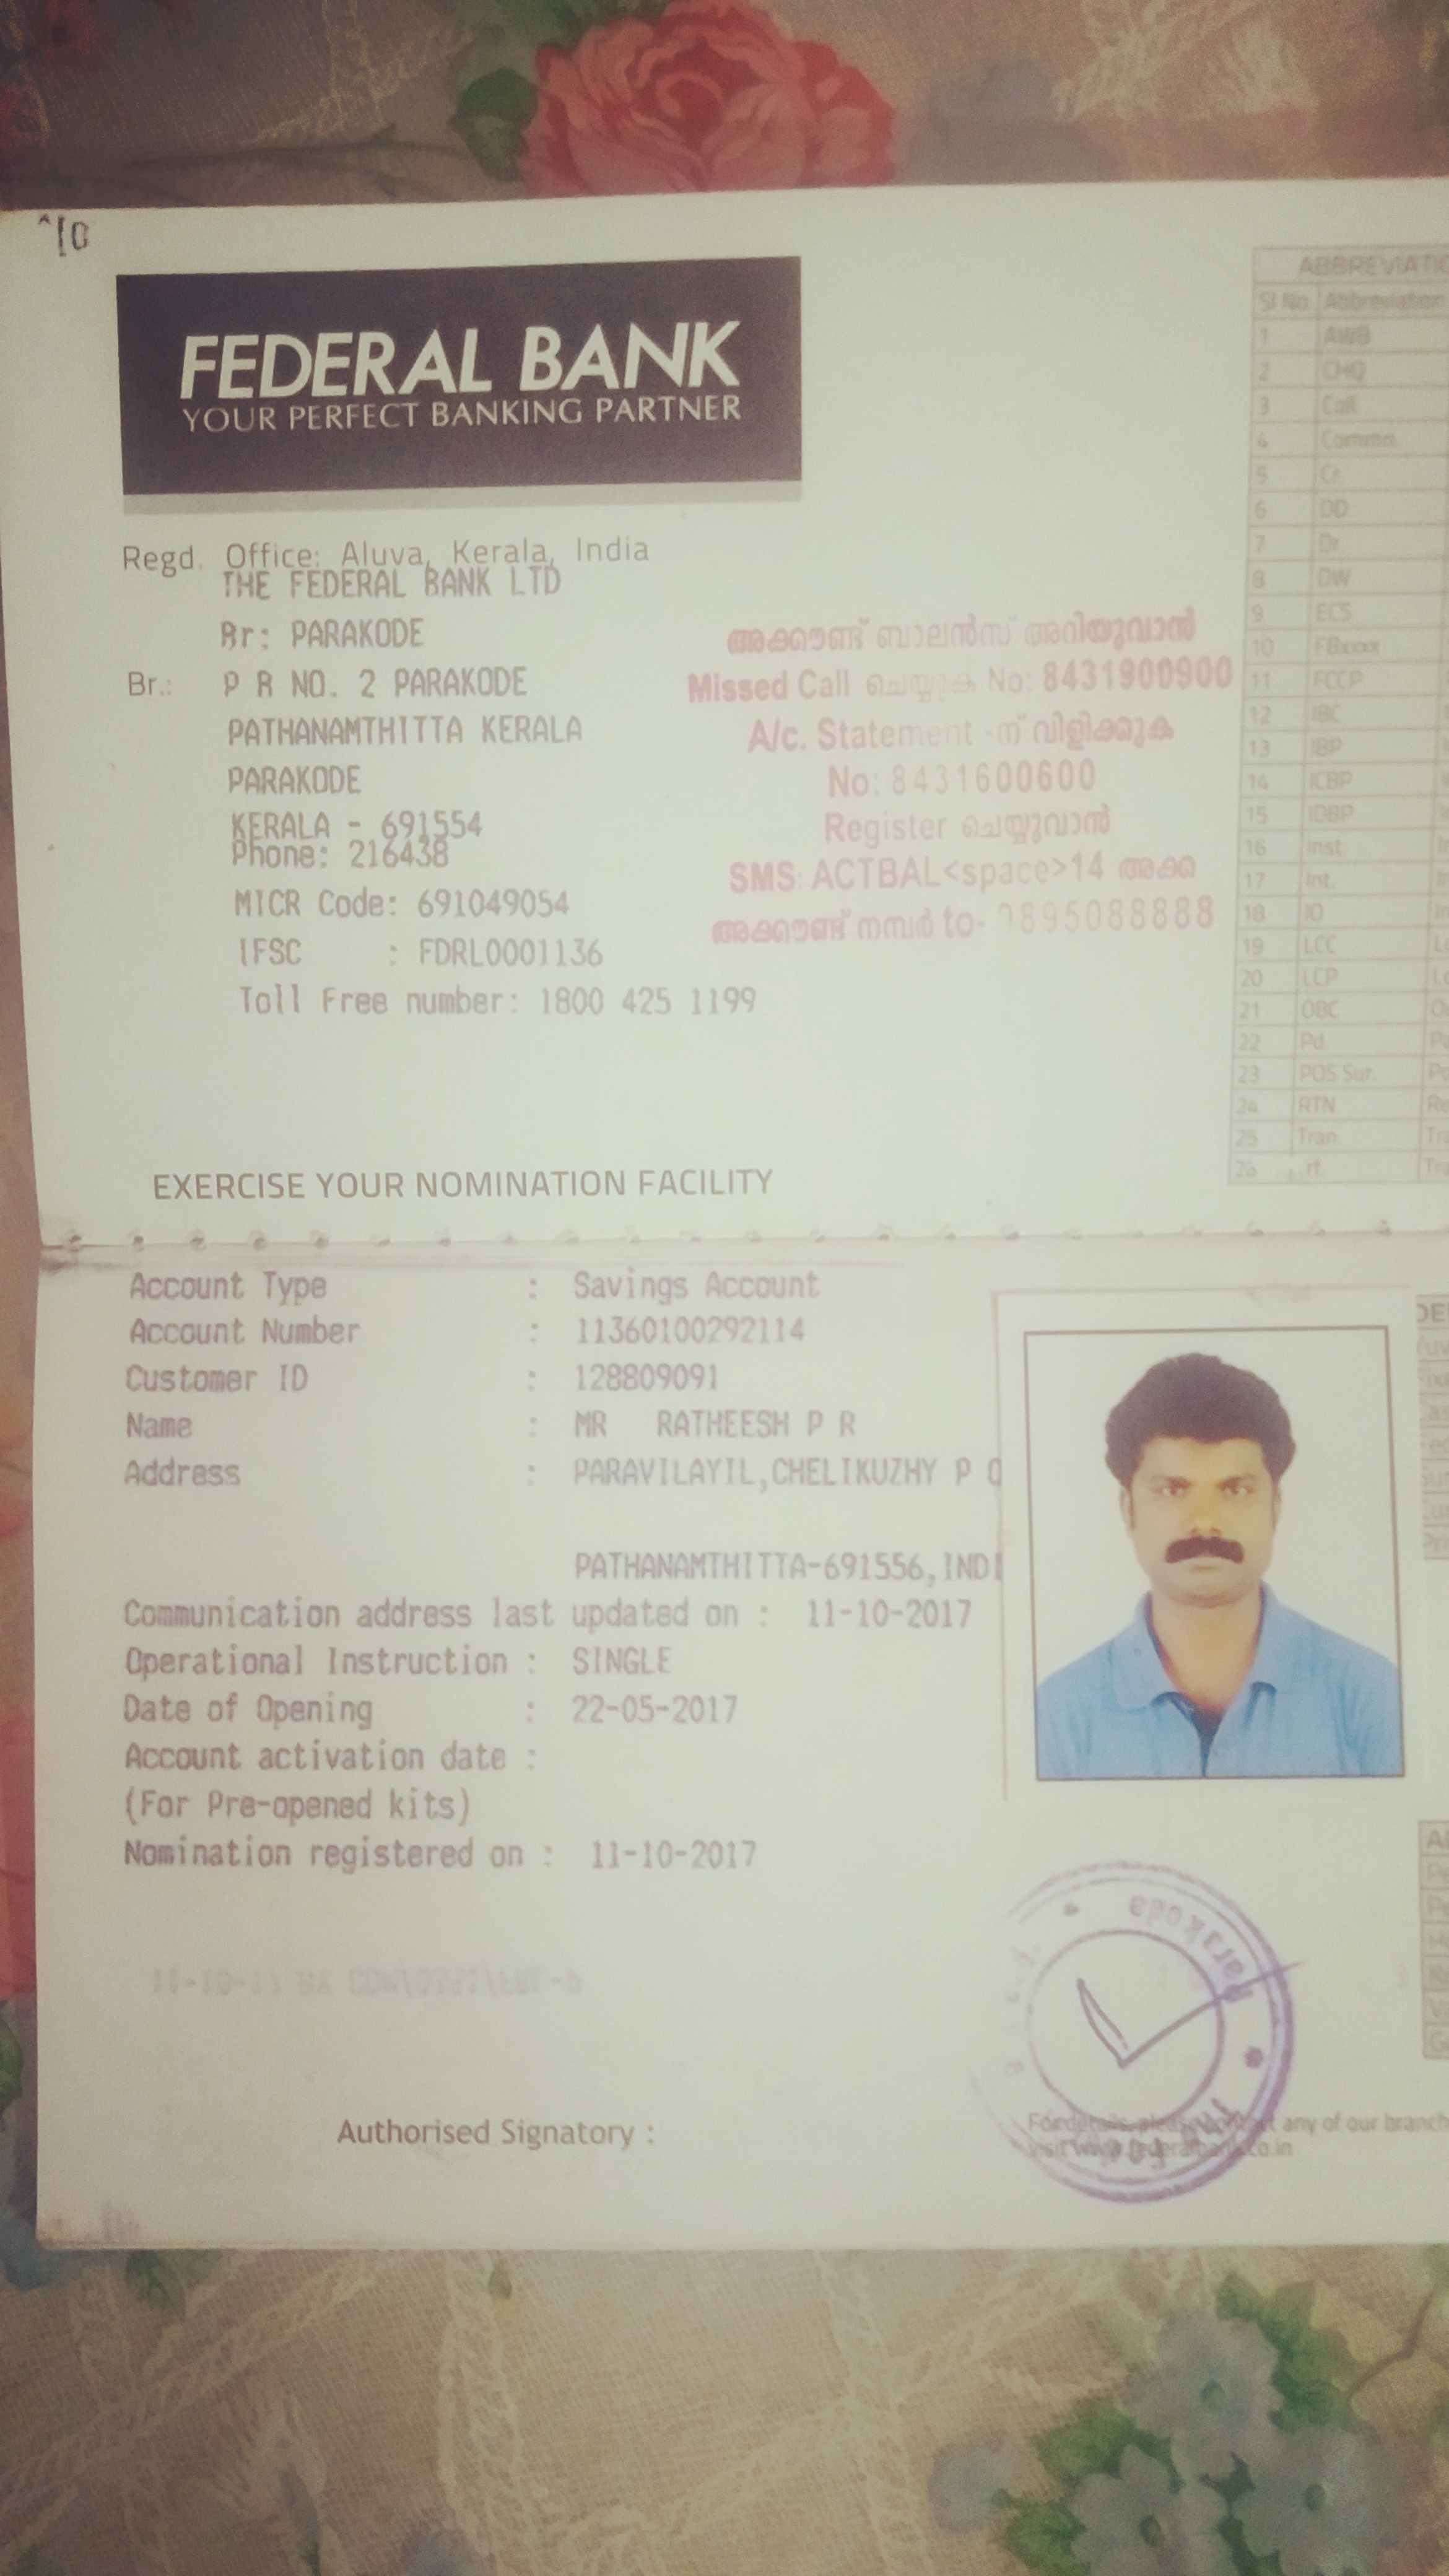 ^[0
FEDERAL BANK
YOUR PERFECT BANKING PARTNER
Regd. Office: Aluva, Kerala, India
THE FEDERAL BANK LTD
Br: PARAKODE
Br.: P R NO. 2 PARAKODE
PATHANAMTHITTA KERALA
PARAKODE
KERALA - 691554
Phone: 216438
MICR Code: 691049054
IFSC : FDRL0001136
Toll Free number: 1800 425 1199
അക്കൗണ്ട് ബാലൻസ് അറിയുവാൻ
Missed Call ചെയ്യുക No: 8431900900
A/c. Statement -ന് വിളിക്കുക
No: 8431600600
Register ചെയ്യുവാൻ
SMS: ACTBAL<space>14 അക്ക
അക്കൗണ്ട് നമ്പർ to- 9895088888
ABBREVIATIO
Sl No. Abbreviation
1 AWB
2 CHQ
3 Coll.
4 Commn.
5 Cr.
6 DD
7 Dr.
8 DW
9 ECS
10 FBxxxx
11 FCCP
12 IBC
13 IBP
14 ICBP
15 IDBP
16 Inst.
17 Int.
18 IO
19 LCC
20 LCP
21 OBC
22 Pd.
23 POS Sur.
24 RTN
25 Tran.
26
EXERCISE YOUR NOMINATION FACILITY
Account Type : Savings Account
Account Number : 11360100292114
Customer ID : 128809091
Name : MR RATHEESH P R
Address : PARAVILAYIL,CHELIKUZHY P O
PATHANAMTHITTA-691556,INDI
Communication address last updated on : 11-10-2017
Operational Instruction : SINGLE
Date of Opening : 22-05-2017
Account activation date :
(For Pre-opened kits)
Nomination registered on : 11-10-2017
Parakode
Authorised Signatory :
For details, please contact any of our branch
visit www.federalbank.co.in